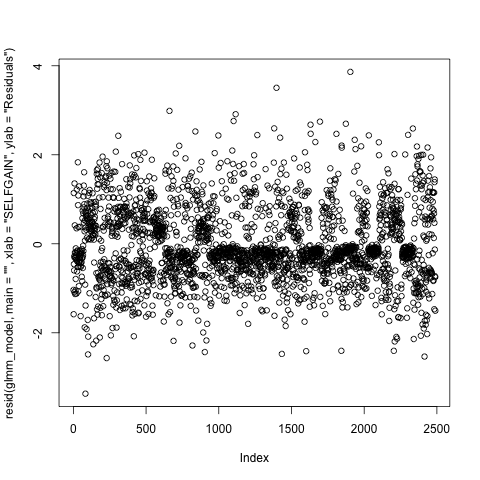 resid(glmm_model, main = "", xlab = "SELFGAIN", ylab = "Residuals")
4
2
0
-2
0 500 1000 1500 2000 2500
Index